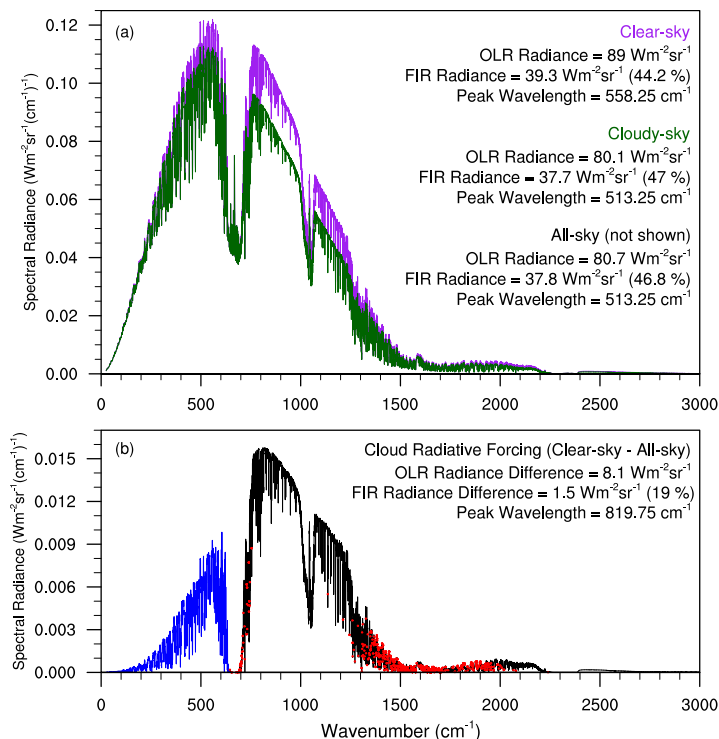 (a)
Clear-sky
OLR Radiance = 89 Wm⁻²sr⁻¹
FIR Radiance = 39.3 Wm⁻²sr⁻¹ (44.2 %)
Peak Wavelength = 558.25 cm⁻¹
Cloudy-sky
OLR Radiance = 80.1 Wm⁻²sr⁻¹
FIR Radiance = 37.7 Wm⁻²sr⁻¹ (47 %)
Peak Wavelength = 513.25 cm⁻¹
All-sky (not shown)
OLR Radiance = 80.7 Wm⁻²sr⁻¹
FIR Radiance = 37.8 Wm⁻²sr⁻¹ (46.8 %)
Peak Wavelength = 513.25 cm⁻¹
Spectral Radiance (Wm⁻²sr⁻¹(cm⁻¹)⁻¹)
0.12
0.10
0.08
0.06
0.04
0.02
0.00
0 500 1000 1500 2000 2500 3000
(b)
Cloud Radiative Forcing (Clear-sky - All-sky)
OLR Radiance Difference = 8.1 Wm⁻²sr⁻¹
FIR Radiance Difference = 1.5 Wm⁻²sr⁻¹ (19 %)
Peak Wavelength = 819.75 cm⁻¹
Spectral Radiance (Wm⁻²sr⁻¹(cm⁻¹)⁻¹)
0.015
0.012
0.009
0.006
0.003
0.000
0 500 1000 1500 2000 2500 3000
Wavenumber (cm⁻¹)